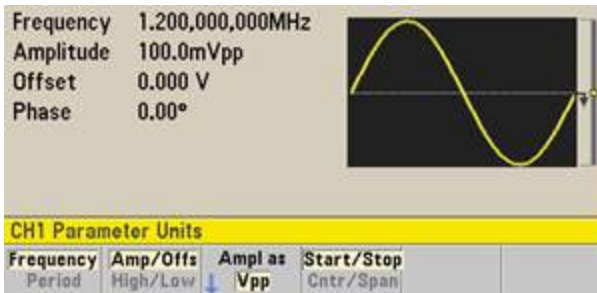 Frequency 1.200,000,000MHz
Amplitude 100.0mVpp
Offset 0.000 V
Phase 0.00°
CH1 Parameter Units
Frequency Amp/Offs Ampl as Start/Stop
Period High/Low Vpp Cntr/Span